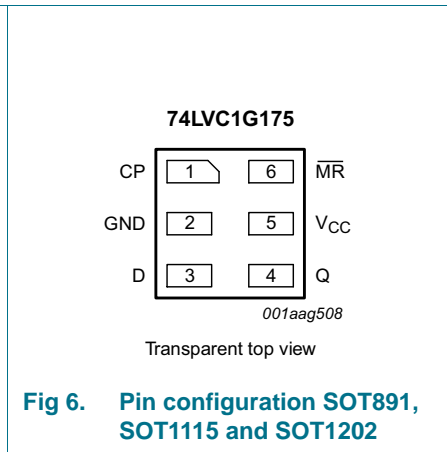 74LVC1G175
CP 1 6 M̅R̅
GND 2 5 VCC
D 3 4 Q
001aag508
Transparent top view
Fig 6. Pin configuration SOT891,
SOT1115 and SOT1202